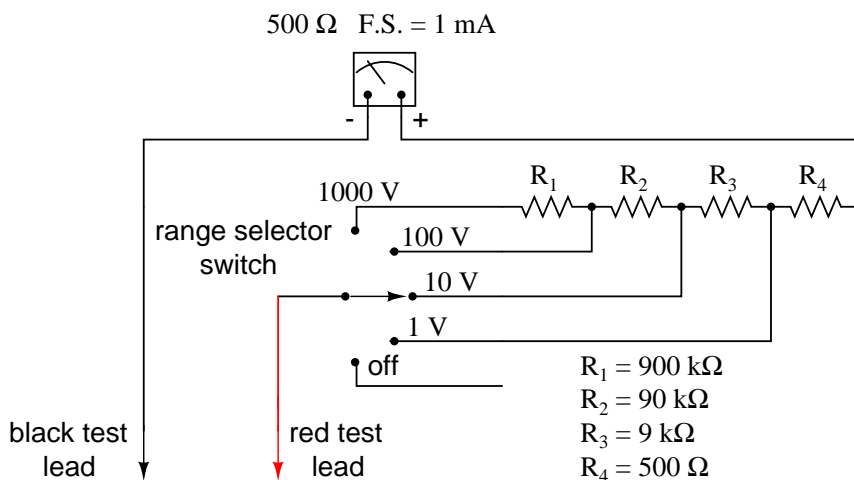 500 Ω F.S. = 1 mA
- +
R1 R2 R3 R4
1000 V
range selector
switch
100 V
10 V
1 V
off
R1 = 900 kΩ
R2 = 90 kΩ
R3 = 9 kΩ
R4 = 500 Ω
black test
lead
red test
lead